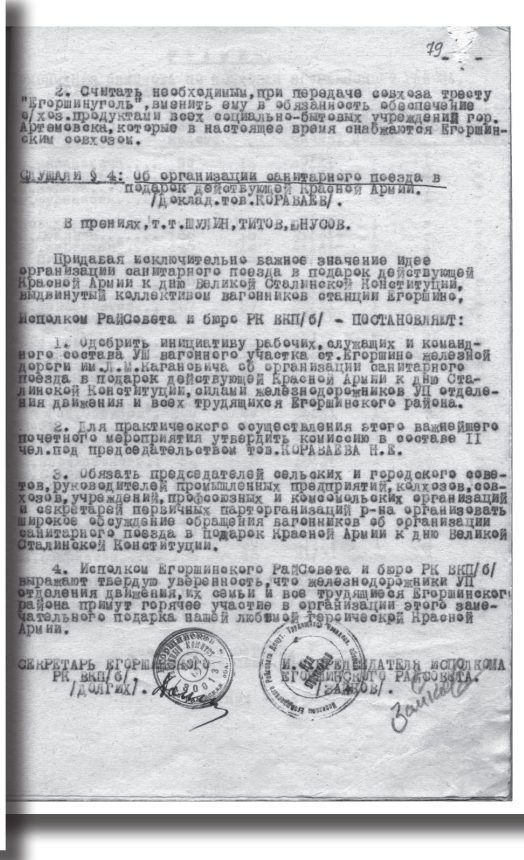 79
2. Считать необходимым,при передаче совхоза тресту
"Егоршинуголь",вменить ему в обязанность обеспечение
с/хоз.продуктами всех социально-бытовых учреждений гор.
Артемовска,которые в настоящее время снабжаются Егоршин-
ским совхозом.
СЛУШАЛИ § 4: Об организации санитарного поезда в
подарок действующей Красной Армии.
/Доклад.тов.КОРАВАЕВ/.
В прениях,т.т.ШУЛИН,ТИТОВ,ЮНУСОВ.
Придавая исключительно важное значение идее
организации санитарного поезда в подарок действующей
Красной Армии к дню Великой Сталинской Конституции,
выдвинутый коллективом вагонников станции Егоршино,
Исполком РайСовета и бюро РК ВКП/б/ - ПОСТАНОВЛЯЮТ:
1. Одобрить инициативу рабочих,служащих и команд-
ного состава УШ вагонного участка ст.Егоршино железной
дороги им.Л.М.Кагановича об организации санитарного
поезда в подарок действующей Красной Армии к дню Ста-
линской Конституции,силами железнодорожников УП отделе-
ния движения и всех трудящихся Егоршинского района.
2. Для практического осуществления этого важнейшего
почетного мероприятия утвердить комиссию в составе II
чел.под председательством тов.КОРАВАЕВА Н.Е.
3. Обязать председателей сельских и городского сове-
тов,руководителей промышленных предприятий,колхозов,сов-
хозов,учреждений,профсоюзных и комсомольских организаций
и секретарей первичных парторганизаций р-на организовать
широкое обсуждение обращения вагонников об организации
санитарного поезда в подарок Красной Армии к дню Великой
Сталинской Конституции.
4. Исполком Егоршинского РайСовета и бюро РК ВКП/б/
выражают твердую уверенность,что железнодорожники УП
отделения движения,их семьи и все трудящиеся Егоршинского
района примут горячее участие в организации этого заме-
чательного подарка нашей любимой Героической Красной
Армии.
СЕКРЕТАРЬ ЕГОРШИНСКОГО И.О.ПРЕДСЕДАТЕЛЯ ИСПОЛКОМА
РК ВКП/б/ ЕГОРШИНСКОГО РАЙСОВЕТА.
/ДОЛГИХ/. /ЗАЙКОВ/.
Зайков